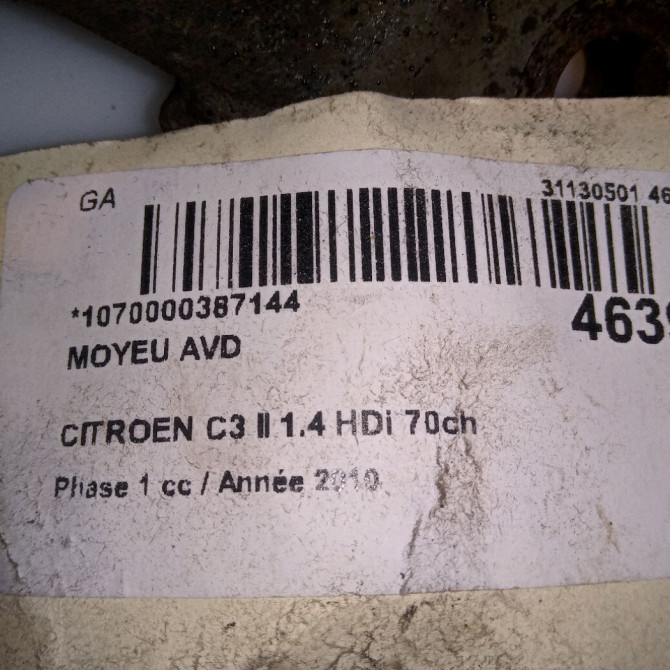 GA
31130501 46
*1070000387144
463
MOYEU AVD
CITROEN C3 II 1.4 HDi 70ch
Phase 1 cc / Année 2010